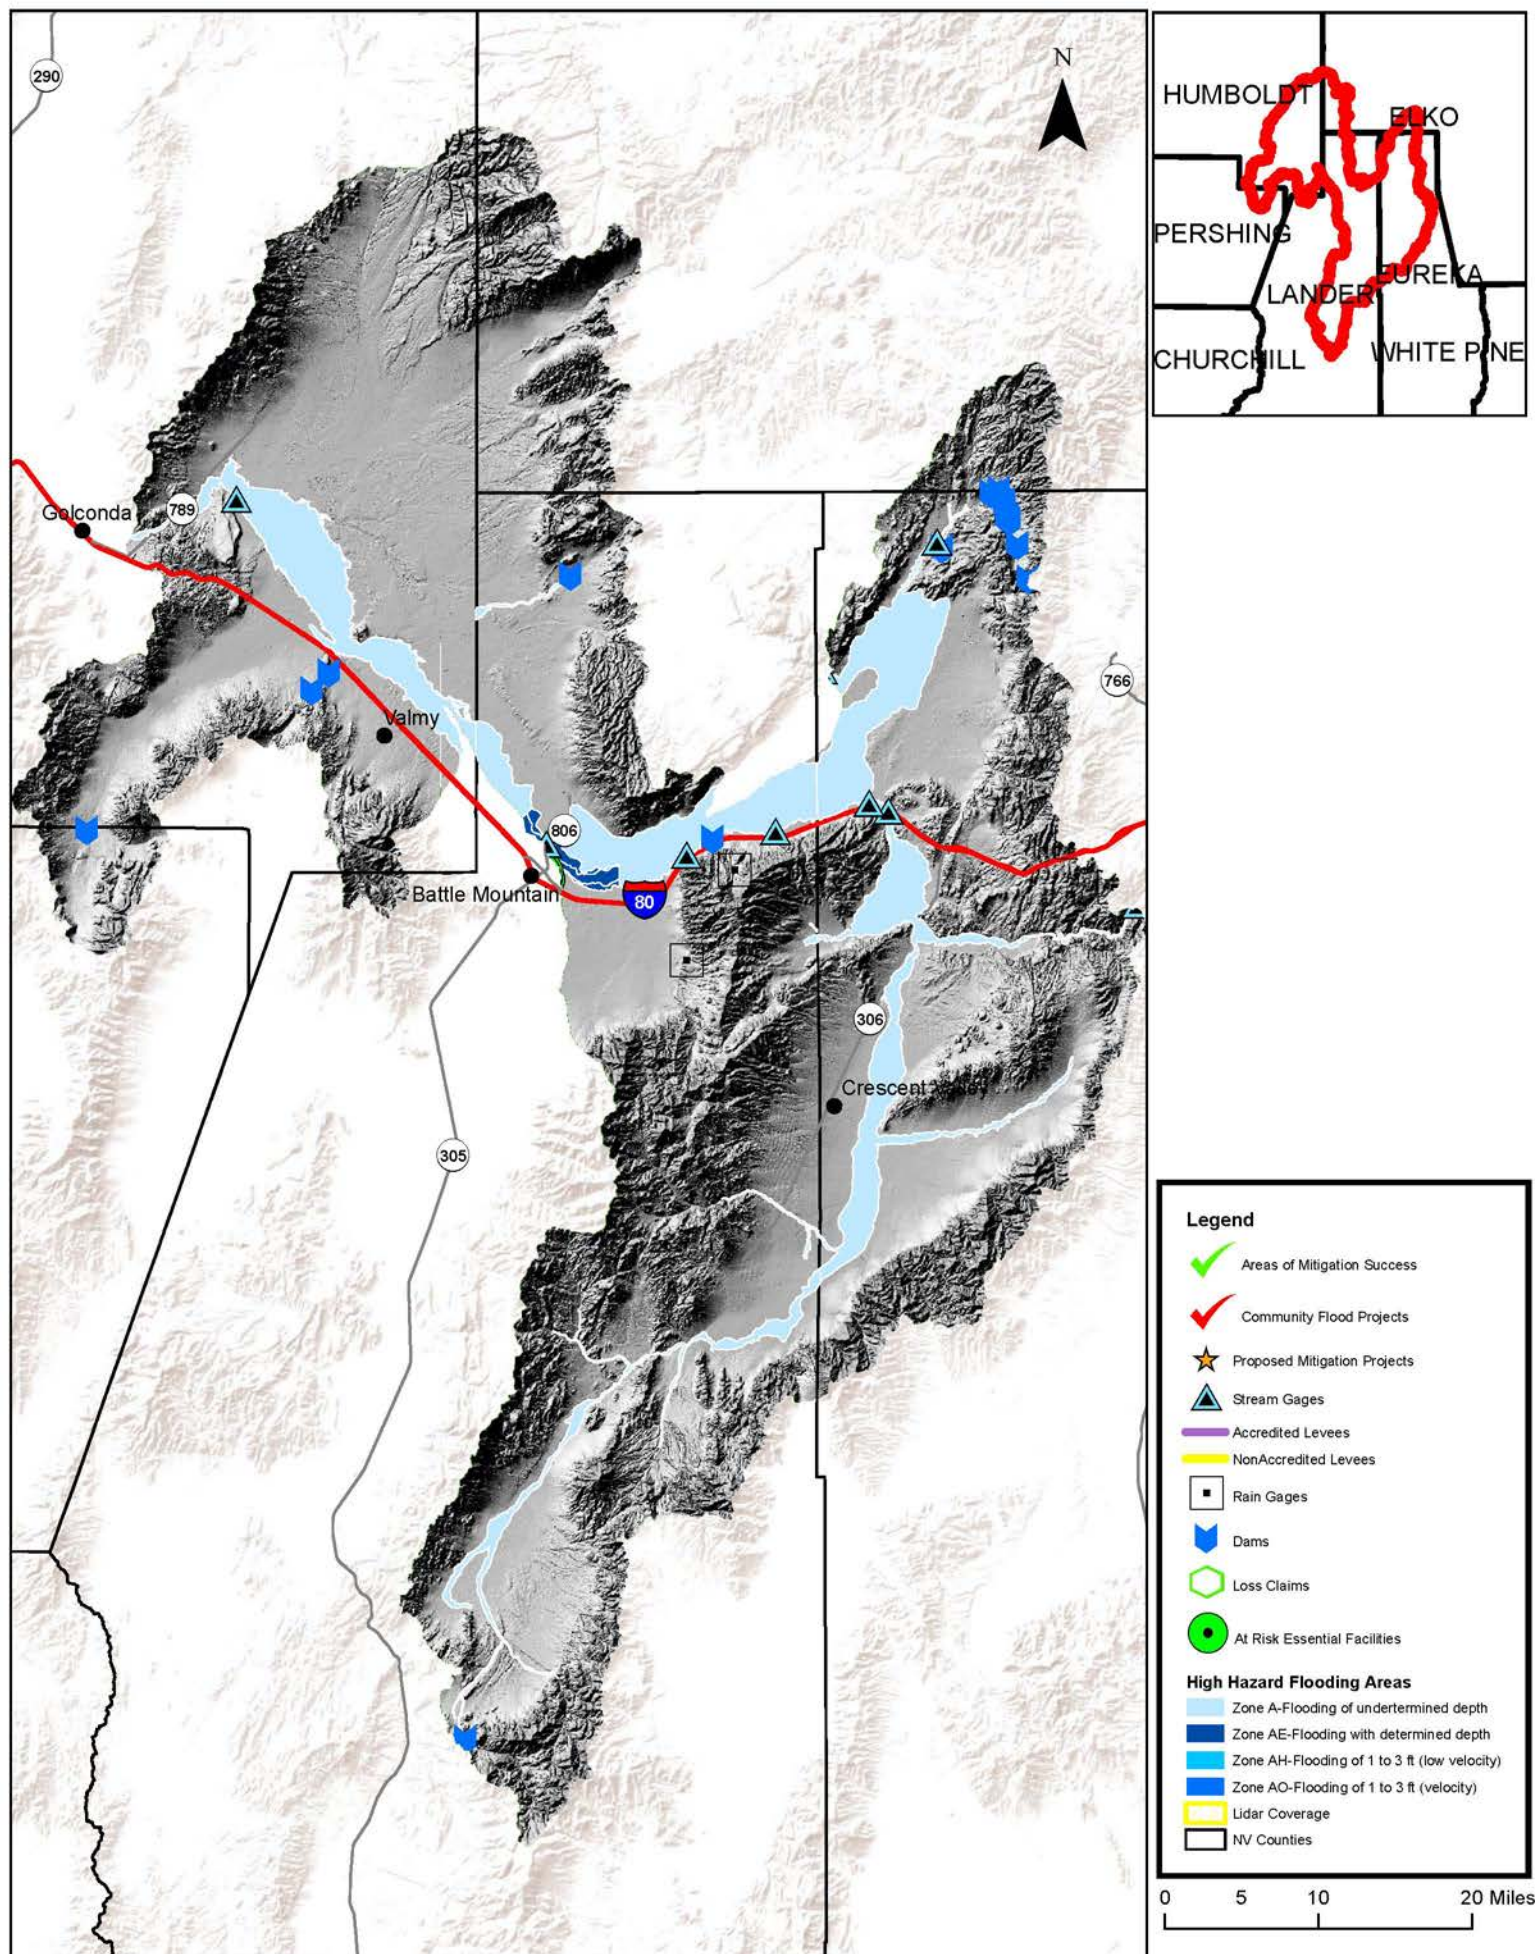 290
N
HUMBOLDT
ELKO
PERSHING
EUREKA
LANDER
CHURCHILL
WHITE PINE
Golconda
789
766
Valmy
806
Battle Mountain
80
306
Crescent Valley
305
Legend
Areas of Mitigation Success
Community Flood Projects
Proposed Mitigation Projects
Stream Gages
Accredited Levees
NonAccredited Levees
Rain Gages
Dams
Loss Claims
At Risk Essential Facilities
High Hazard Flooding Areas
Zone A-Flooding of undertermined depth
Zone AE-Flooding with determined depth
Zone AH-Flooding of 1 to 3 ft (low velocity)
Zone AO-Flooding of 1 to 3 ft (velocity)
Lidar Coverage
NV Counties
0 5 10 20 Miles